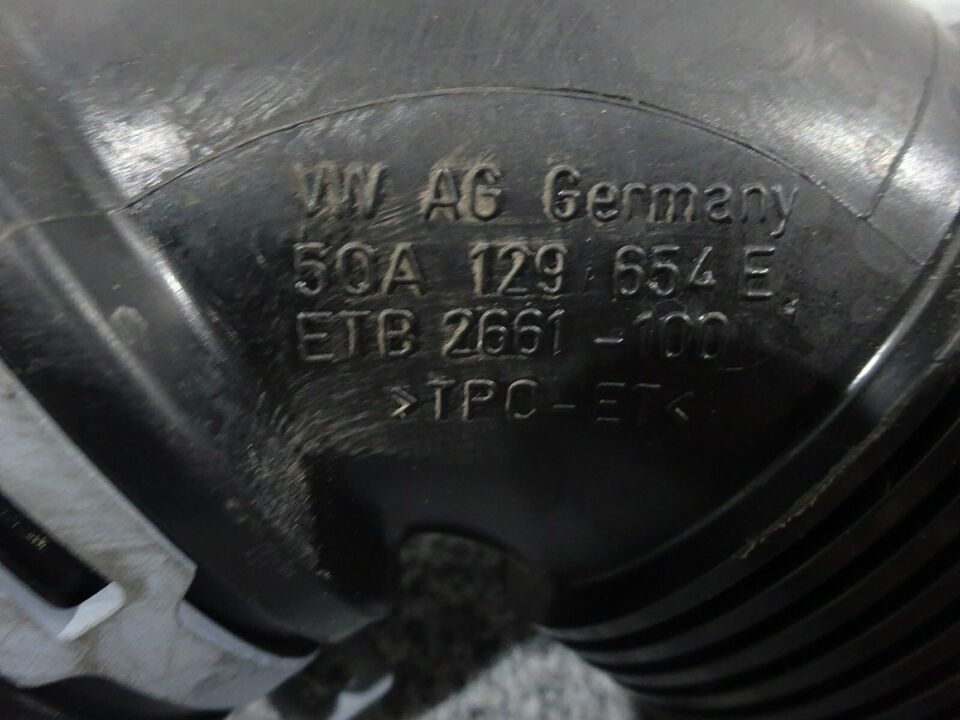 VW AG Germany
5QA 129 654 E
ETB 2661-100
>TPC-ET<